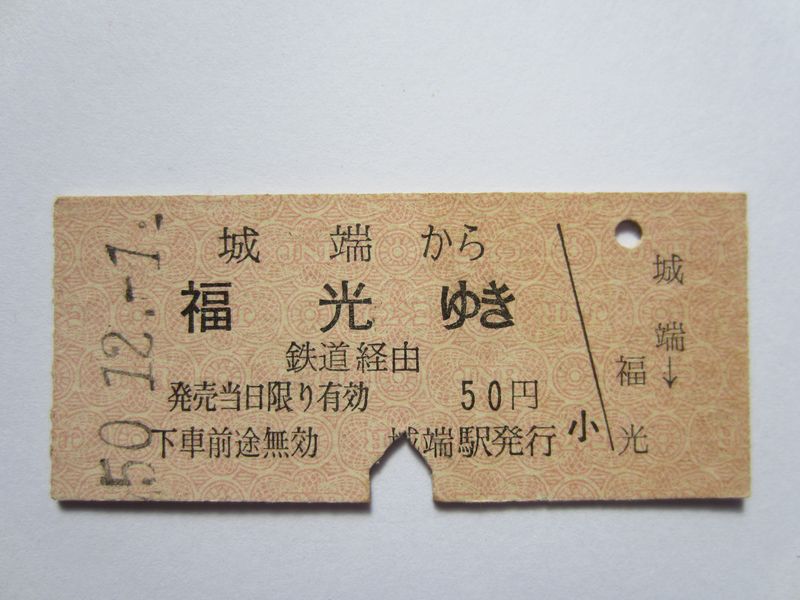 50.12.-1.
城端から
福光ゆき
鉄道経由
発売当日限り有効 50円
下車前途無効 城端駅発行
小
城端→
福光